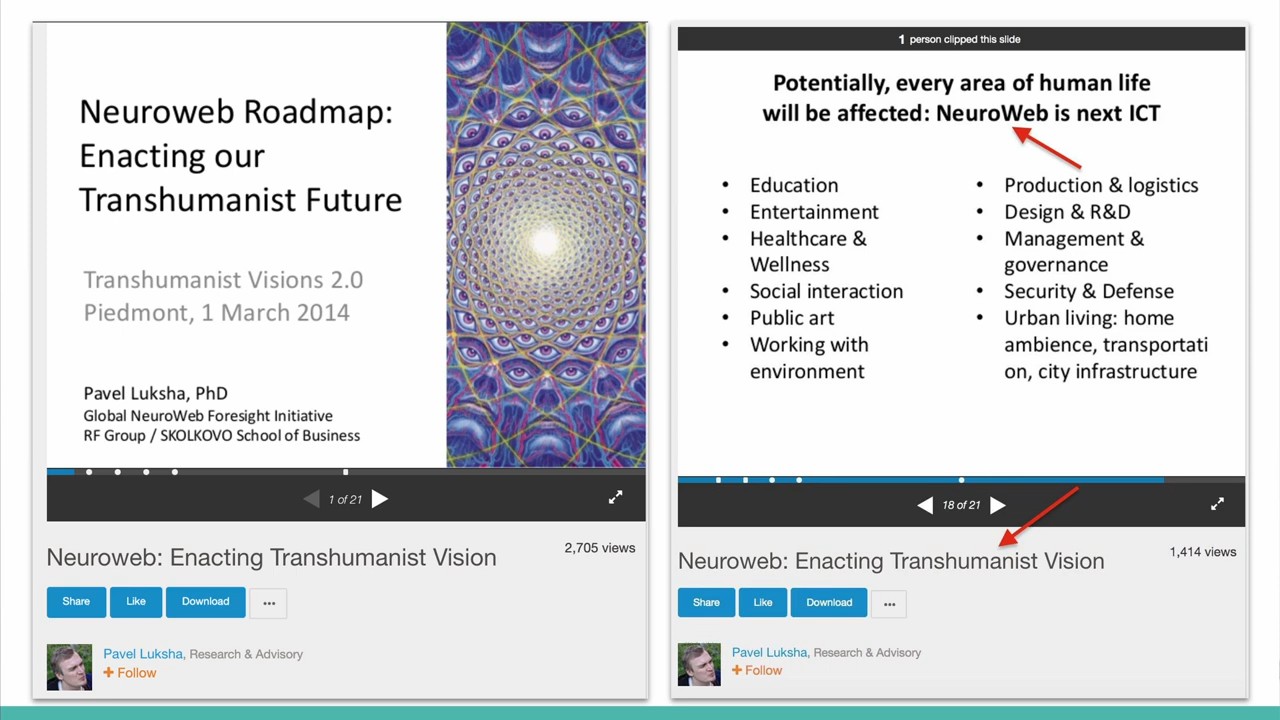 Neuroweb Roadmap:
Enacting our
Transhumanist Future
Transhumanist Visions 2.0
Piedmont, 1 March 2014
Pavel Luksha, PhD
Global NeuroWeb Foresight Initiative
RF Group / SKOLKOVO School of Business
1 of 21
Neuroweb: Enacting Transhumanist Vision
2,705 views
Share Like Download ...
Pavel Luksha, Research & Advisory
+ Follow
1 person clipped this slide
Potentially, every area of human life
will be affected: NeuroWeb is next ICT
• Education
• Entertainment
• Healthcare &
Wellness
• Social interaction
• Public art
• Working with
environment
• Production & logistics
• Design & R&D
• Management &
governance
• Security & Defense
• Urban living: home
ambience, transportati
on, city infrastructure
18 of 21
Neuroweb: Enacting Transhumanist Vision
1,414 views
Share Like Download ...
Pavel Luksha, Research & Advisory
+ Follow